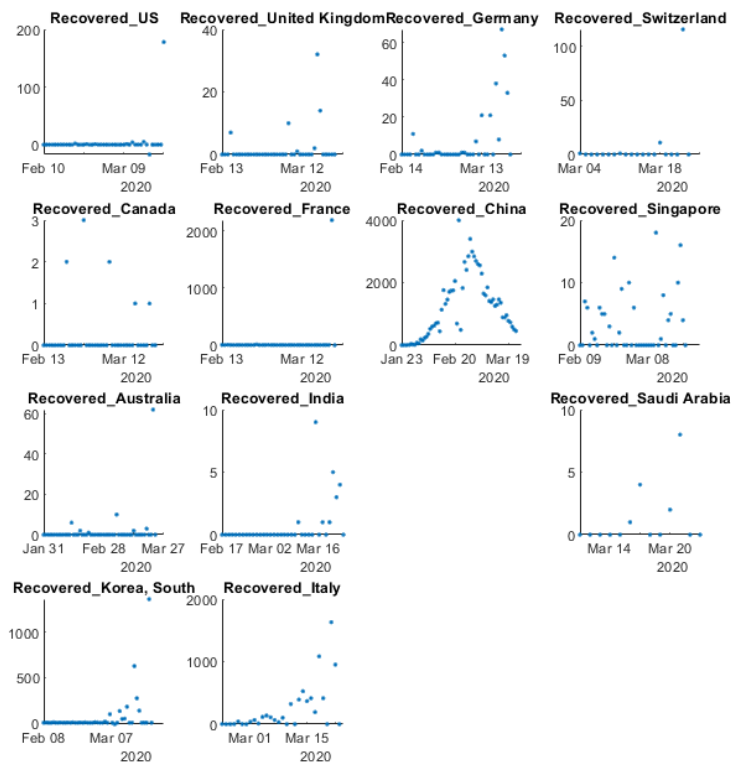 Recovered_US
200
100
0
Feb 10 Mar 09
2020
Recovered_United Kingdom
40
20
0
Feb 13 Mar 12
2020
Recovered_Germany
60
40
20
0
Feb 14 Mar 13
2020
Recovered_Switzerland
100
50
0
Mar 04 Mar 18
2020
Recovered_Canada
3
2
1
0
Feb 13 Mar 12
2020
Recovered_France
2000
1000
0
Feb 13 Mar 12
2020
Recovered_China
4000
2000
0
Jan 23 Feb 20 Mar 19
2020
Recovered_Singapore
20
15
10
5
0
Feb 09 Mar 08
2020
Recovered_Australia
60
40
20
0
Jan 31 Feb 28 Mar 27
2020
Recovered_India
10
5
0
Feb 17 Mar 02 Mar 16
2020
Recovered_Saudi Arabia
10
5
0
Mar 14 Mar 20
2020
Recovered_Korea, South
1000
500
0
Feb 08 Mar 07
2020
Recovered_Italy
2000
1000
0
Mar 01 Mar 15
2020